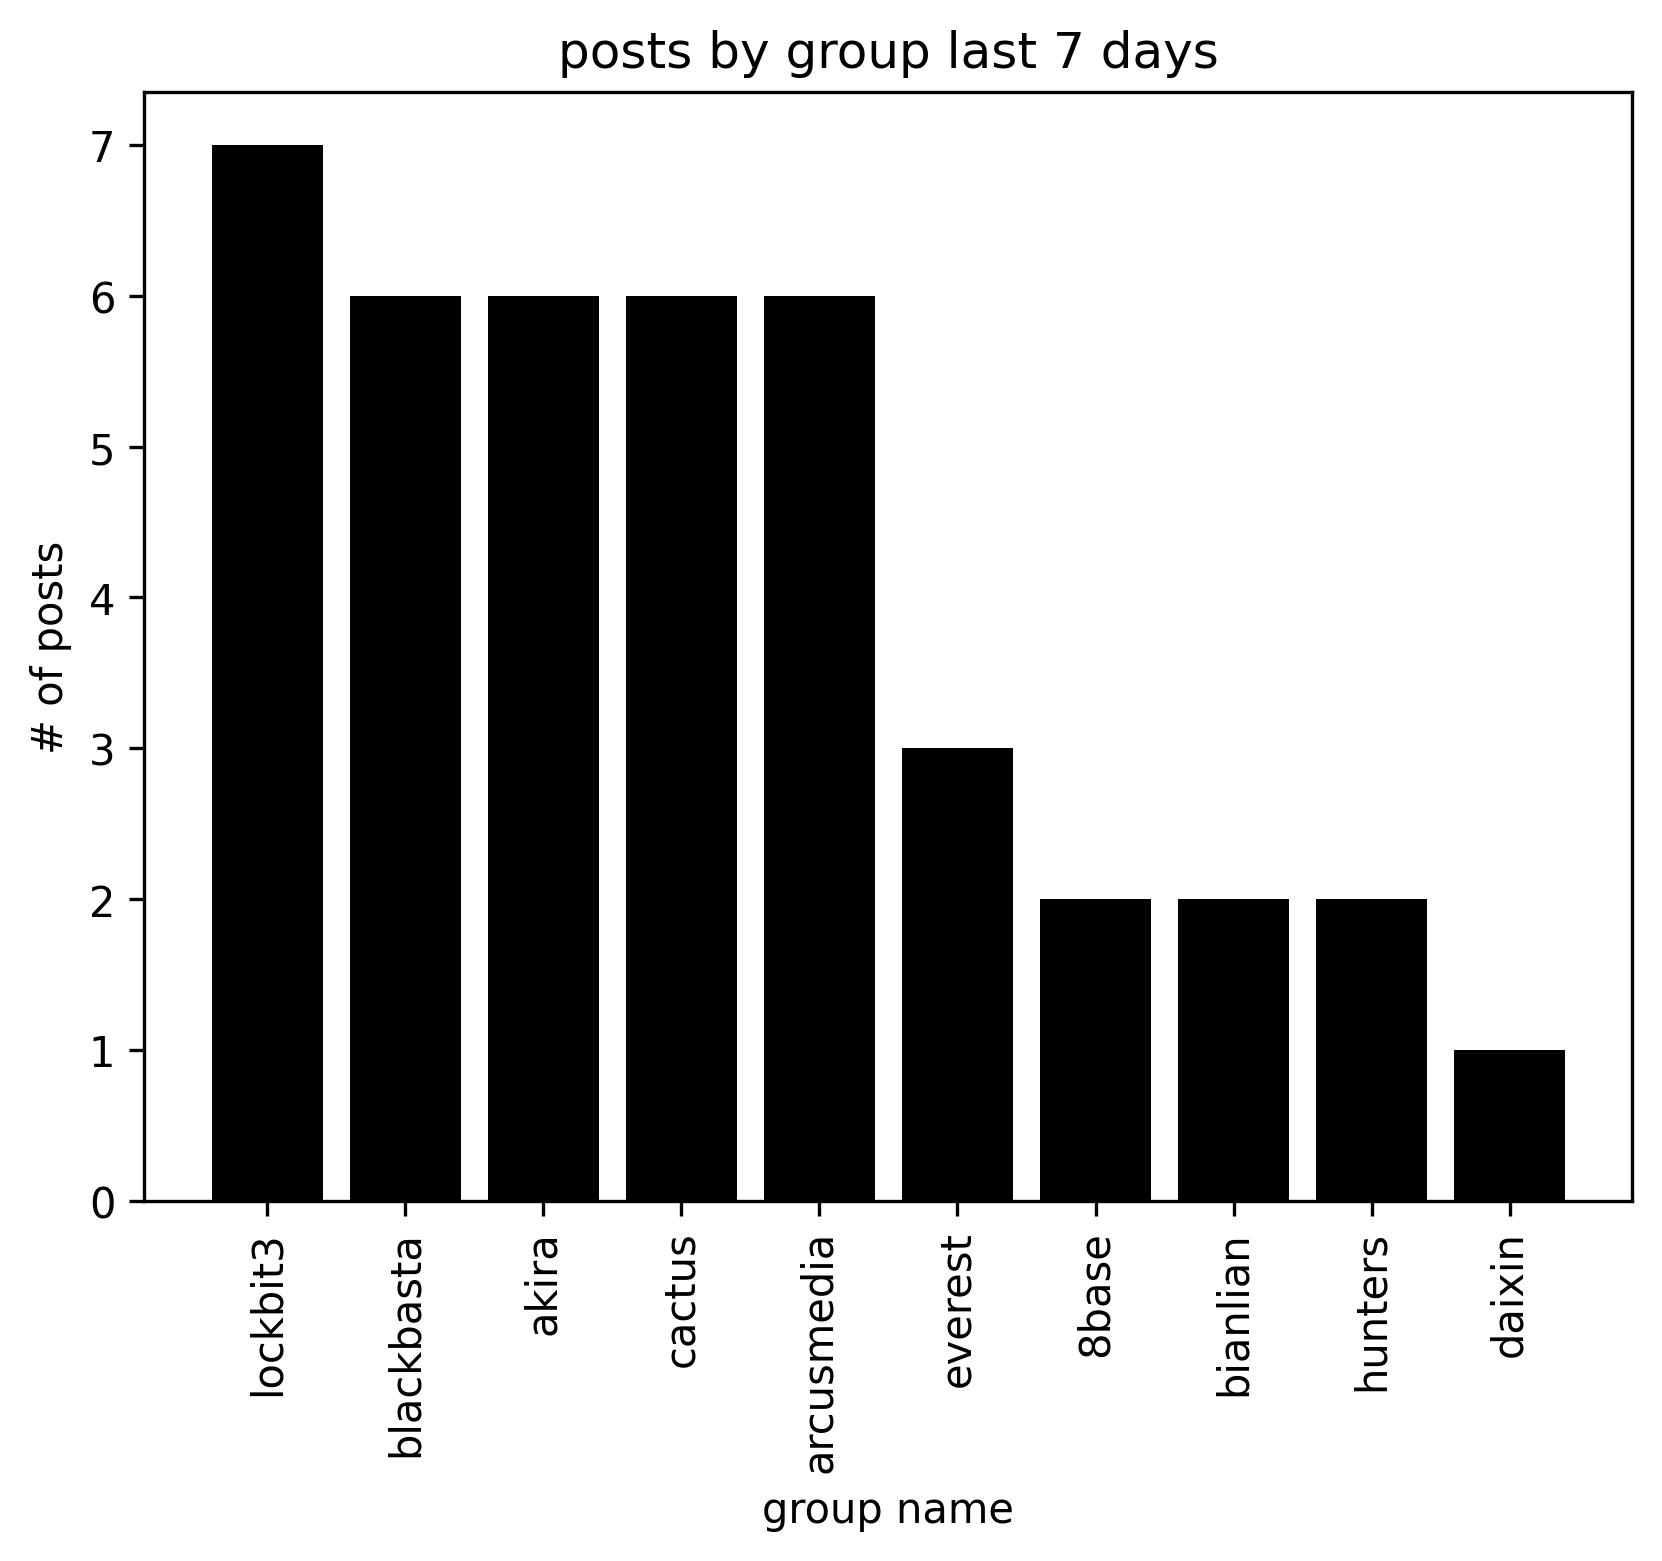 posts by group last 7 days
# of posts
7
6
5
4
3
2
1
0
lockbit3
blackbasta
akira
cactus
arcusmedia
everest
8base
bianlian
hunters
daixin
group name